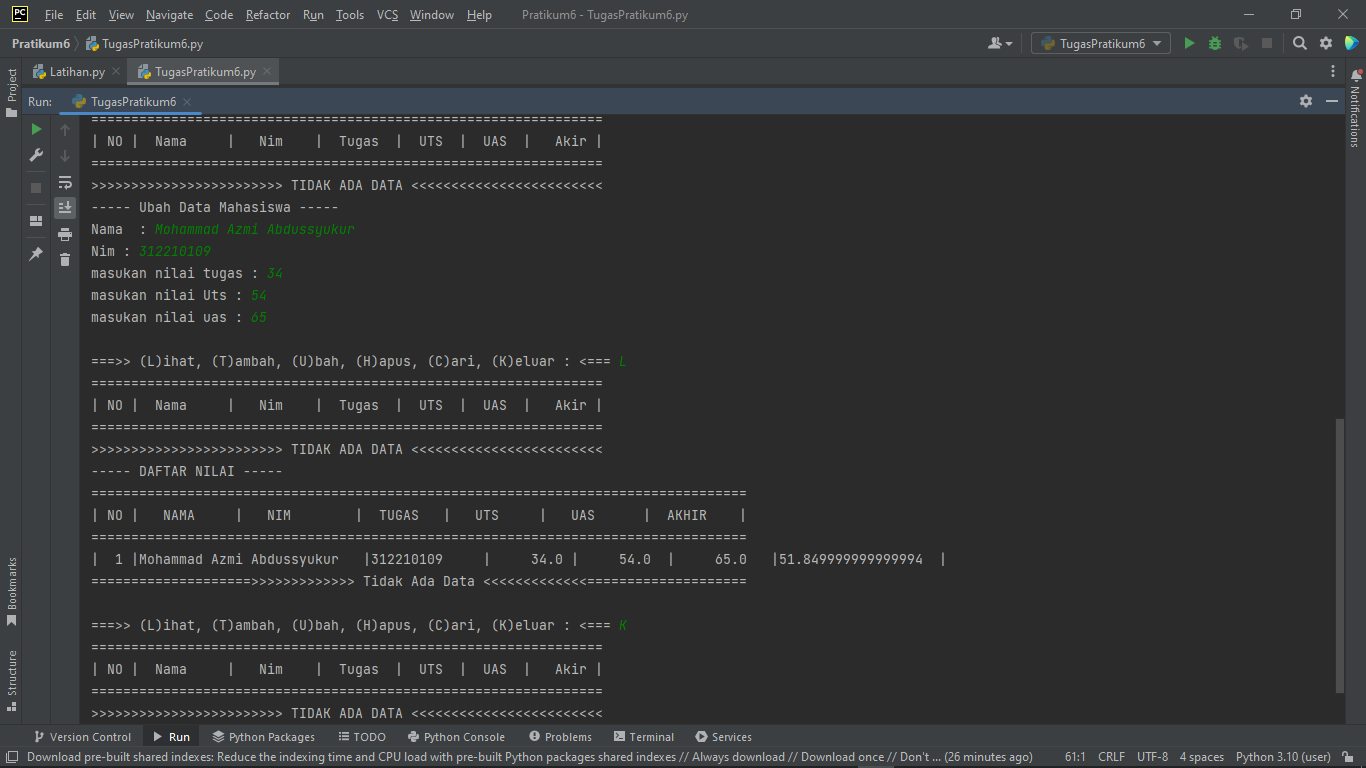 PC File Edit View Navigate Code Refactor Run Tools VCS Window Help Pratikum6 - TugasPratikum6.py
Pratikum6 TugasPratikum6.py TugasPratikum6
Latihan.py TugasPratikum6.py
Run: TugasPratikum6
Project
Notifications
Bookmarks
Structure
================================================================
| NO |  Nama     |   Nim    |  Tugas  |  UTS  |  UAS  |   Akir |
================================================================
>>>>>>>>>>>>>>>>>>>>>>>> TIDAK ADA DATA <<<<<<<<<<<<<<<<<<<<<<<<
----- Ubah Data Mahasiswa -----
Nama  : Mohammad Azmi Abdussyukur
Nim : 312210109
masukan nilai tugas : 34
masukan nilai Uts : 54
masukan nilai uas : 65
===>> (L)ihat, (T)ambah, (U)bah, (H)apus, (C)ari, (K)eluar : <=== L
================================================================
| NO |  Nama     |   Nim    |  Tugas  |  UTS  |  UAS  |   Akir |
================================================================
>>>>>>>>>>>>>>>>>>>>>>>> TIDAK ADA DATA <<<<<<<<<<<<<<<<<<<<<<<<
----- DAFTAR NILAI -----
==================================================================================
| NO |   NAMA     |   NIM        |  TUGAS   |   UTS     |   UAS      |  AKHIR    |
==================================================================================
|  1 |Mohammad Azmi Abdussyukur   |312210109     |     34.0 |     54.0  |     65.0   |51.849999999999994  |
====================>>>>>>>>>>>>> Tidak Ada Data <<<<<<<<<<<<<====================
===>> (L)ihat, (T)ambah, (U)bah, (H)apus, (C)ari, (K)eluar : <=== K
================================================================
| NO |  Nama     |   Nim    |  Tugas  |  UTS  |  UAS  |   Akir |
================================================================
>>>>>>>>>>>>>>>>>>>>>>>> TIDAK ADA DATA <<<<<<<<<<<<<<<<<<<<<<<<
Version Control Run Python Packages TODO Python Console Problems Terminal Services
Download pre-built shared indexes: Reduce the indexing time and CPU load with pre-built Python packages shared indexes // Always download // Download once // Don't ... (26 minutes ago) 61:1 CRLF UTF-8 4 spaces Python 3.10 (user)